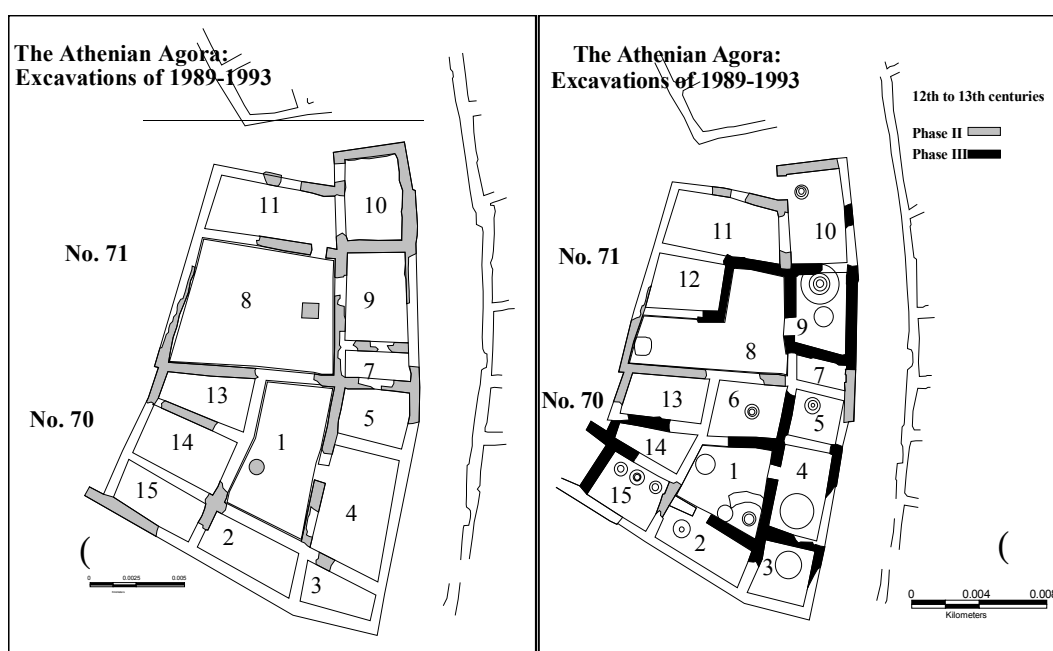 The Athenian Agora:
Excavations of 1989-1993
11
10
No. 71
8
9
7
13
No. 70
5
1
14
4
15
2
3
(
0 0.0025 0.005
The Athenian Agora:
Excavations of 1989-1993
12th to 13th centuries
Phase II
Phase III
11
10
No. 71
12
9
8
7
No. 70
13
6
5
14
1
4
15
2
3
(
0 0.004 0.008
Kilometers